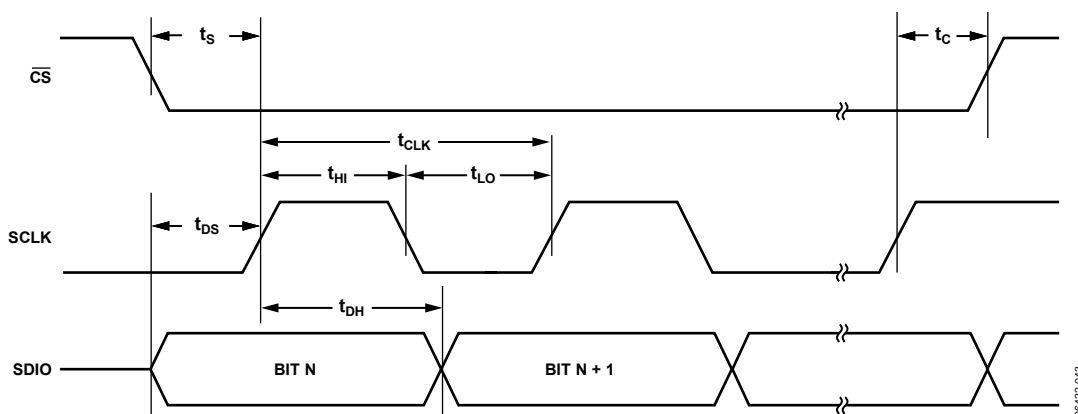 tS
tC
CS
tCLK
tHI
tLO
tDS
SCLK
tDH
SDIO
BIT N
BIT N + 1